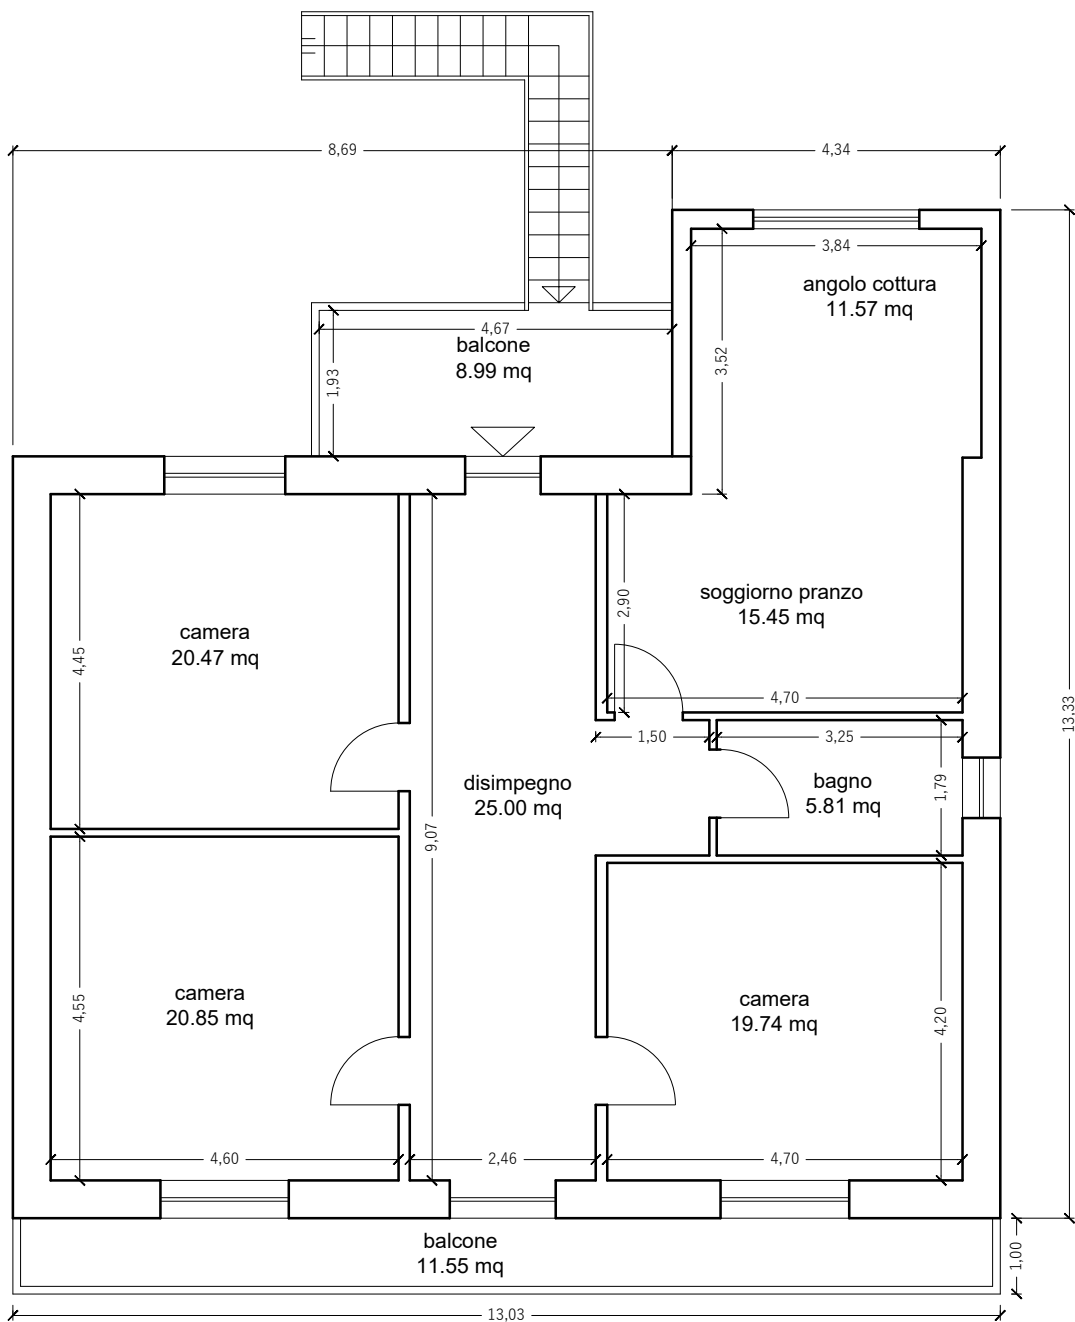 8,69
4,34
3,84
angolo cottura
11.57 mq
4,67
balcone
8.99 mq
1,93
3,52
soggiorno pranzo
15.45 mq
2,90
camera
20.47 mq
4,45
4,70
13,33
1,50
3,25
disimpegno
25.00 mq
bagno
5.81 mq
1,79
9,07
camera
20.85 mq
4,55
camera
19.74 mq
4,20
4,60
2,46
4,70
balcone
11.55 mq
1,00
13,03